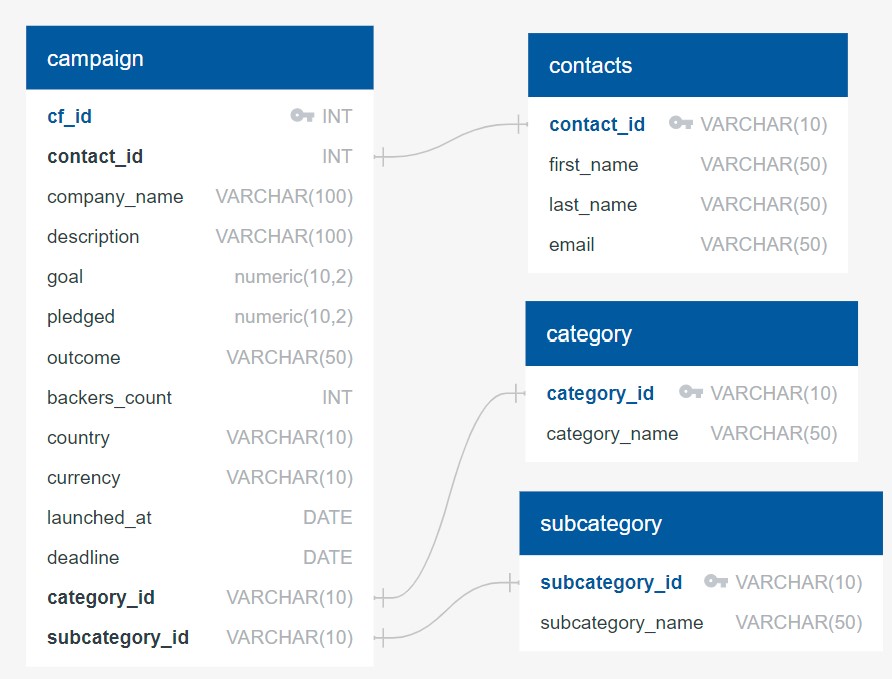 campaign
cf_id INT
contact_id INT
company_name VARCHAR(100)
description VARCHAR(100)
goal numeric(10,2)
pledged numeric(10,2)
outcome VARCHAR(50)
backers_count INT
country VARCHAR(10)
currency VARCHAR(10)
launched_at DATE
deadline DATE
category_id VARCHAR(10)
subcategory_id VARCHAR(10)
contacts
contact_id VARCHAR(10)
first_name VARCHAR(50)
last_name VARCHAR(50)
email VARCHAR(50)
category
category_id VARCHAR(10)
category_name VARCHAR(50)
subcategory
subcategory_id VARCHAR(10)
subcategory_name VARCHAR(50)